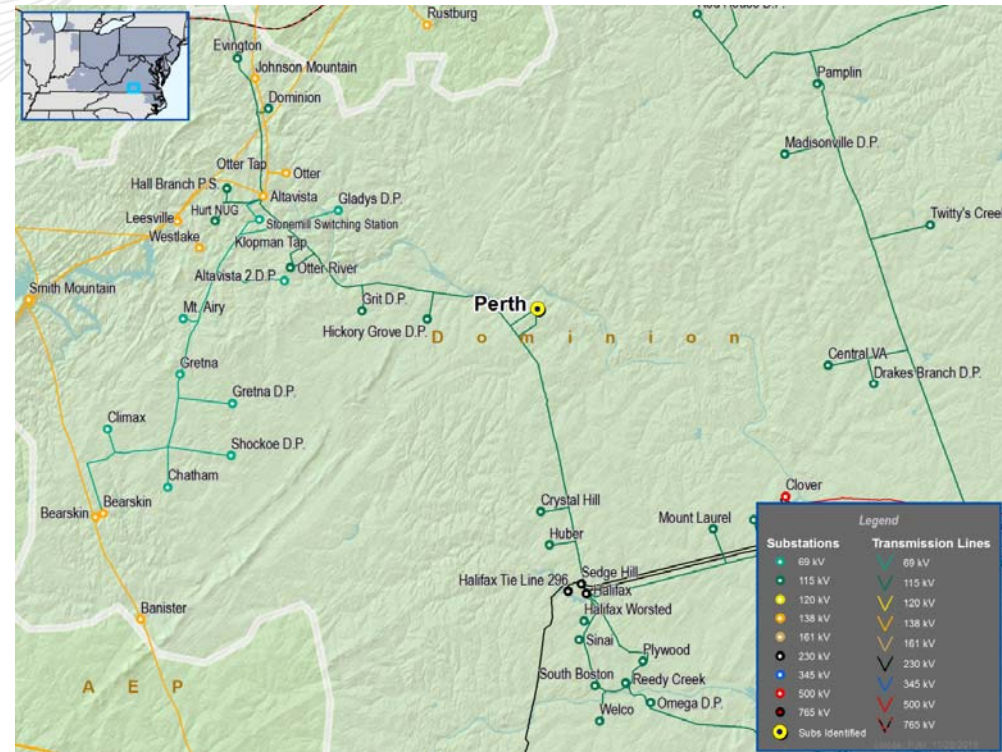 Rustburg
Evington
Johnson Mountain
Dominion
Pamplin
Madisonville D.P.
Otter Tap
Otter
Hall Branch P.S.
Altavista
Gladys D.P.
Hurt NUG
Leesville
Stonemill Switching Station
Twitty's Cree
Westlake
Klopman Tap
Altavista 2 D.P.
Otter River
Smith Mountain
Perth
Mt. Airy
Grit D.P.
Hickory Grove D.P.
Dominion
Central VA
Gretna
Drakes Branch D.P.
Gretna D.P.
Climax
Shockoe D.P.
Chatham
Bearskin
Bearskin
Crystal Hill
Clover
Mount Laurel
Huber
Sedge Hill
Halifax Tie Line 296
Halifax
Halifax Worsted
Banister
Sinai
Plywood
South Boston
Reedy Creek
AEP
Omega D.P.
Welco
Legend
Substations
69 kV
115 kV
120 kV
138 kV
161 kV
230 kV
345 kV
500 kV
765 kV
Subs Identified
Transmission Lines
69 kV
115 kV
120 kV
138 kV
161 kV
230 kV
345 kV
500 kV
765 kV